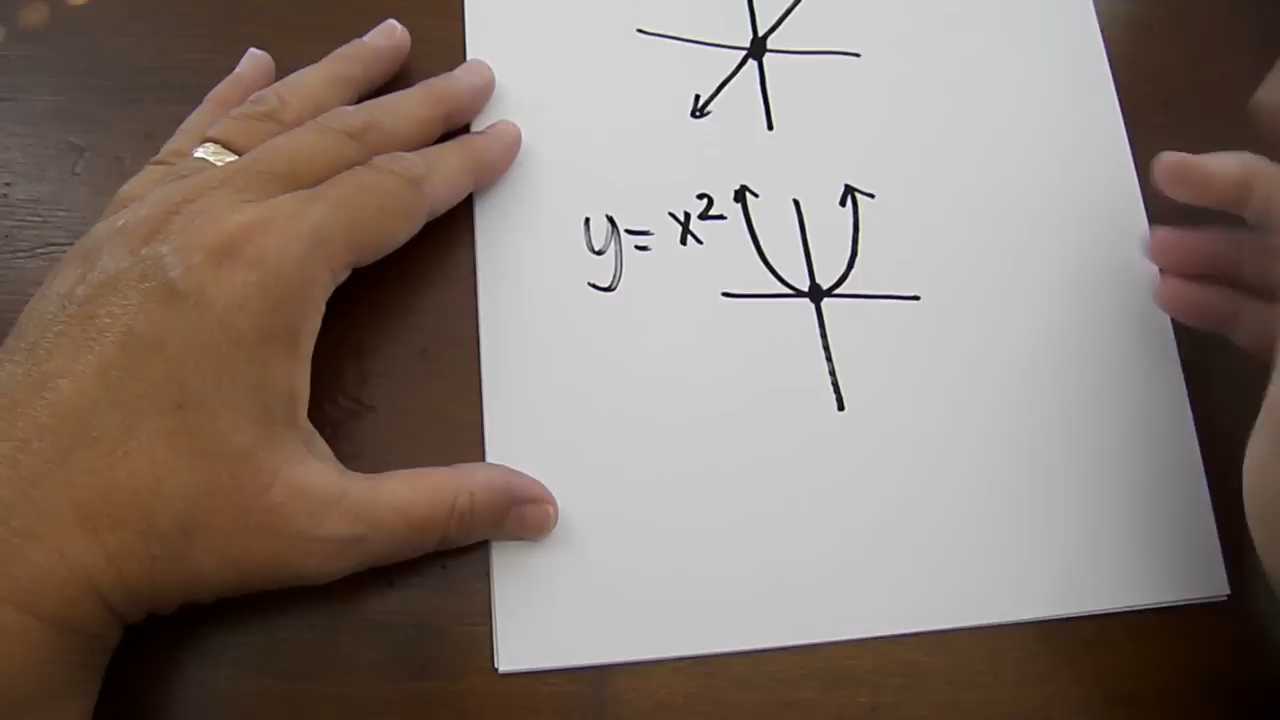 y = x²